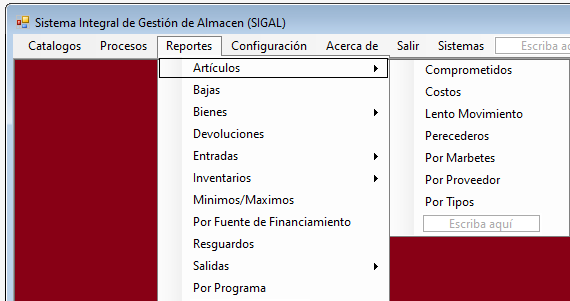 Sistema Integral de Gestión de Almacen (SIGAL)
Catalogos Procesos Reportes Configuración Acerca de Salir Sistemas Escriba aq
Artículos
Bajas
Bienes
Devoluciones
Entradas
Inventarios
Minimos/Maximos
Por Fuente de Financiamiento
Resguardos
Salidas
Por Programa
Comprometidos
Costos
Lento Movimiento
Perecederos
Por Marbetes
Por Proveedor
Por Tipos
Escriba aquí